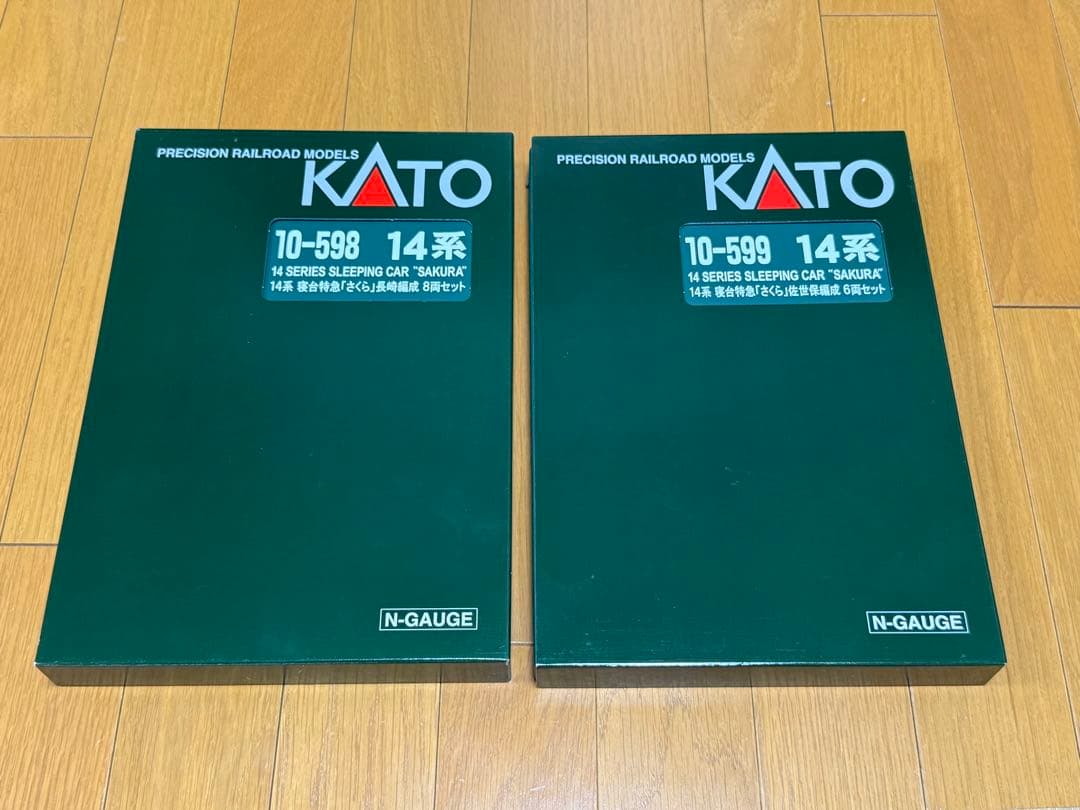 PRECISION RAILROAD MODELS
KATO
10-598 14系
14 SERIES SLEEPING CAR "SAKURA"
14系 寝台特急「さくら」長崎編成 8両セット
N-GAUGE
PRECISION RAILROAD MODELS
KATO
10-599 14系
14 SERIES SLEEPING CAR "SAKURA"
14系 寝台特急「さくら」佐世保編成 6両セット
N-GAUGE